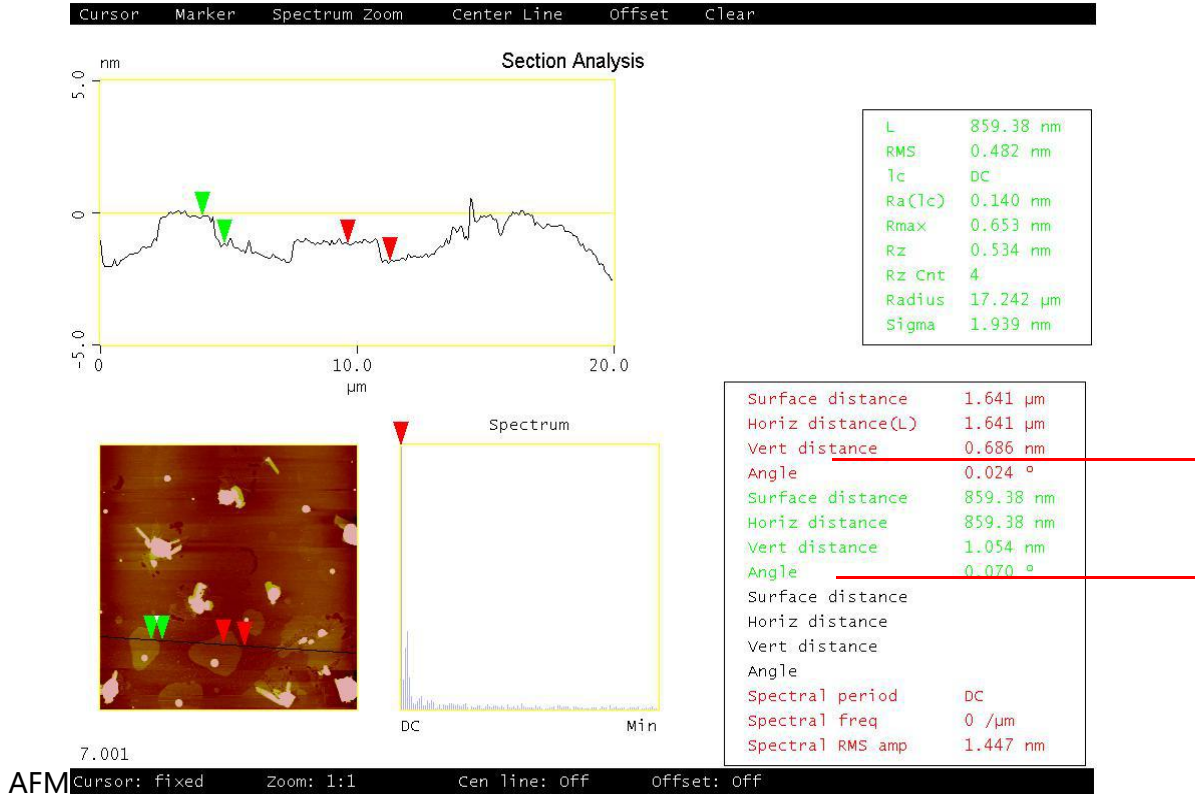 Cursor Marker Spectrum Zoom Center Line Offset Clear
Section Analysis
nm
5.0
0
-5.0
0 10.0 20.0
µm
L 859.38 nm
RMS 0.482 nm
lc DC
Ra(lc) 0.140 nm
Rmax 0.653 nm
Rz 0.534 nm
Rz Cnt 4
Radius 17.242 µm
Sigma 1.939 nm
Spectrum
DC Min
Surface distance 1.641 µm
Horiz distance(L) 1.641 µm
Vert distance 0.686 nm
Angle 0.024 °
Surface distance 859.38 nm
Horiz distance 859.38 nm
Vert distance 1.054 nm
Angle 0.070 °
Surface distance
Horiz distance
Vert distance
Angle
Spectral period DC
Spectral freq 0 /µm
Spectral RMS amp 1.447 nm
7.001
AFM
Cursor: fixed Zoom: 1:1 Cen line: Off Offset: Off